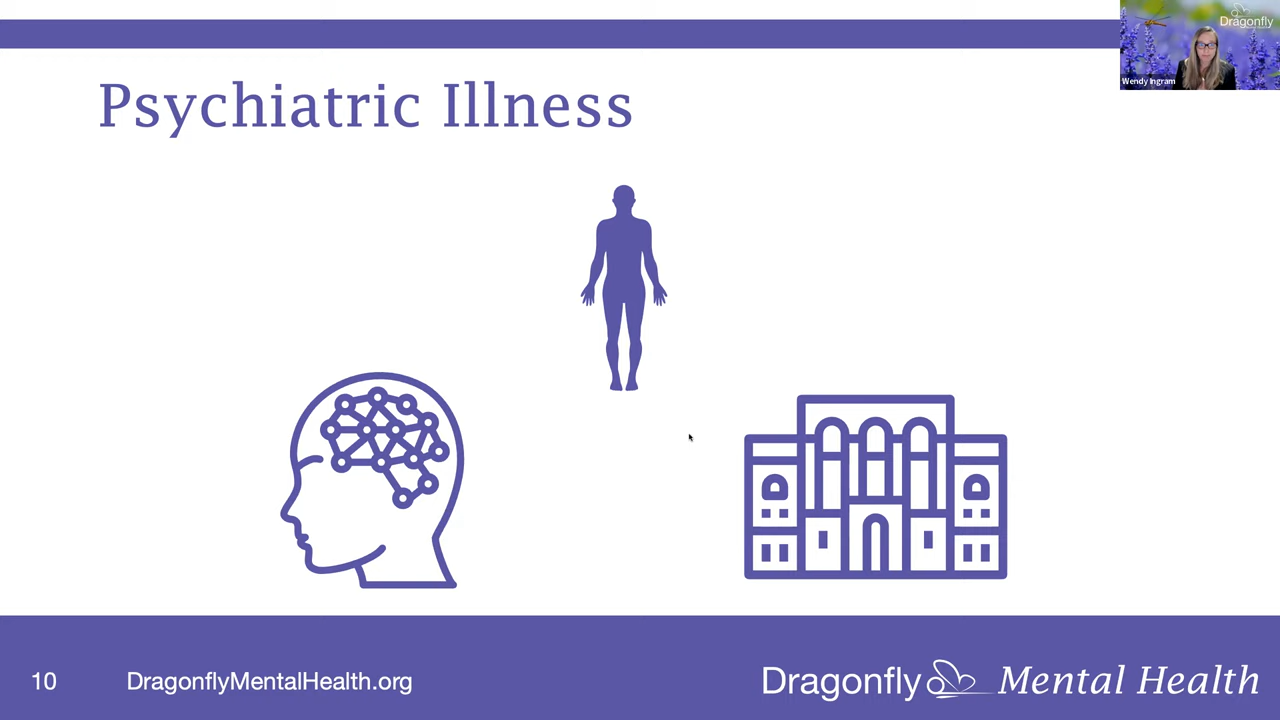 Dragonfly
Wendy Ingram
Psychiatric Illness
10
DragonflyMentalHealth.org
Dragonfly Mental Health